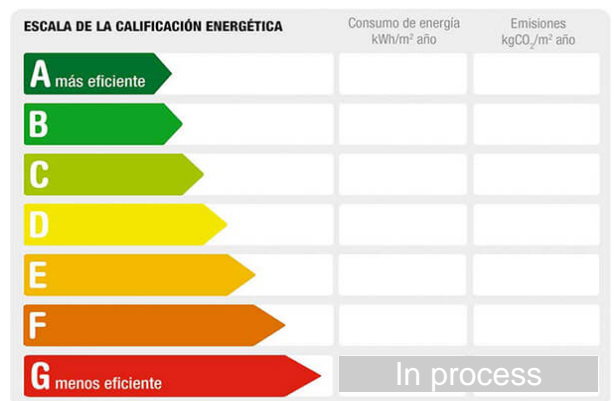 ESCALA DE LA CALIFICACIÓN ENERGÉTICA
Consumo de energía
kWh/m² año
Emisiones
kgCO₂/m² año
A más eficiente
B
C
D
E
F
G menos eficiente
In process